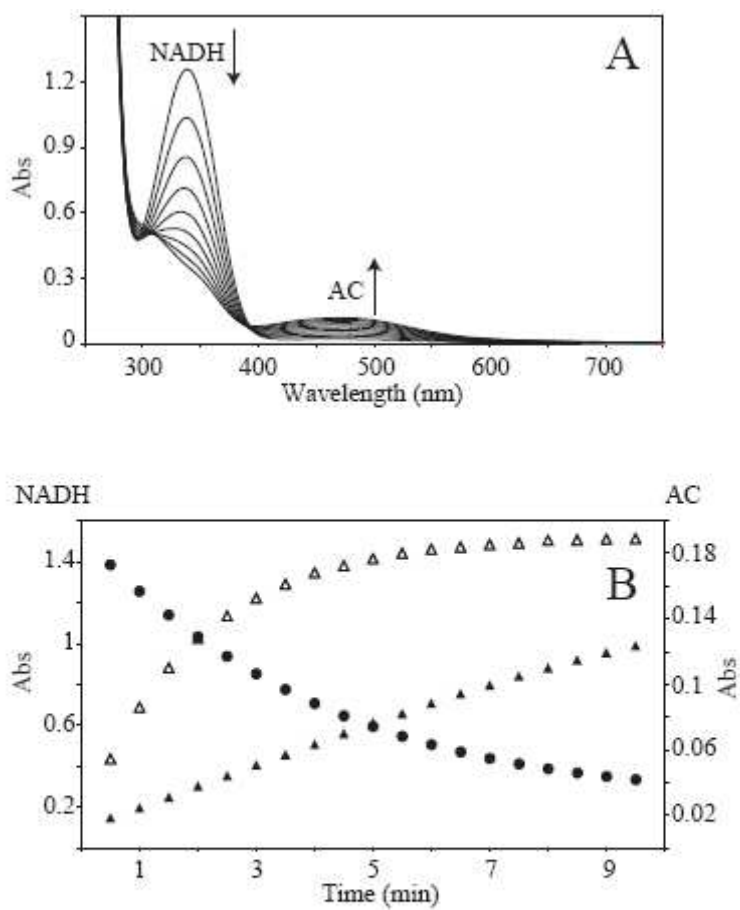 A
NADH
1.2
0.9
Abs
0.6
0.3
AC
0
300 400 500 600 700
Wavelength (nm)
NADH AC
B
1.4 0.18
0.14
1
Abs 0.1 Abs
0.6
0.06
0.2 0.02
1 3 5 7 9
Time (min)